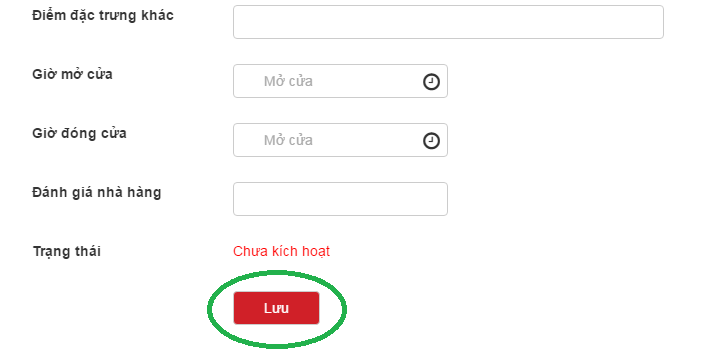 Điểm đặc trưng khác
Giờ mở cửa
Mở cửa
Giờ đóng cửa
Mở cửa
Đánh giá nhà hàng
Trạng thái
Chưa kích hoạt
Lưu